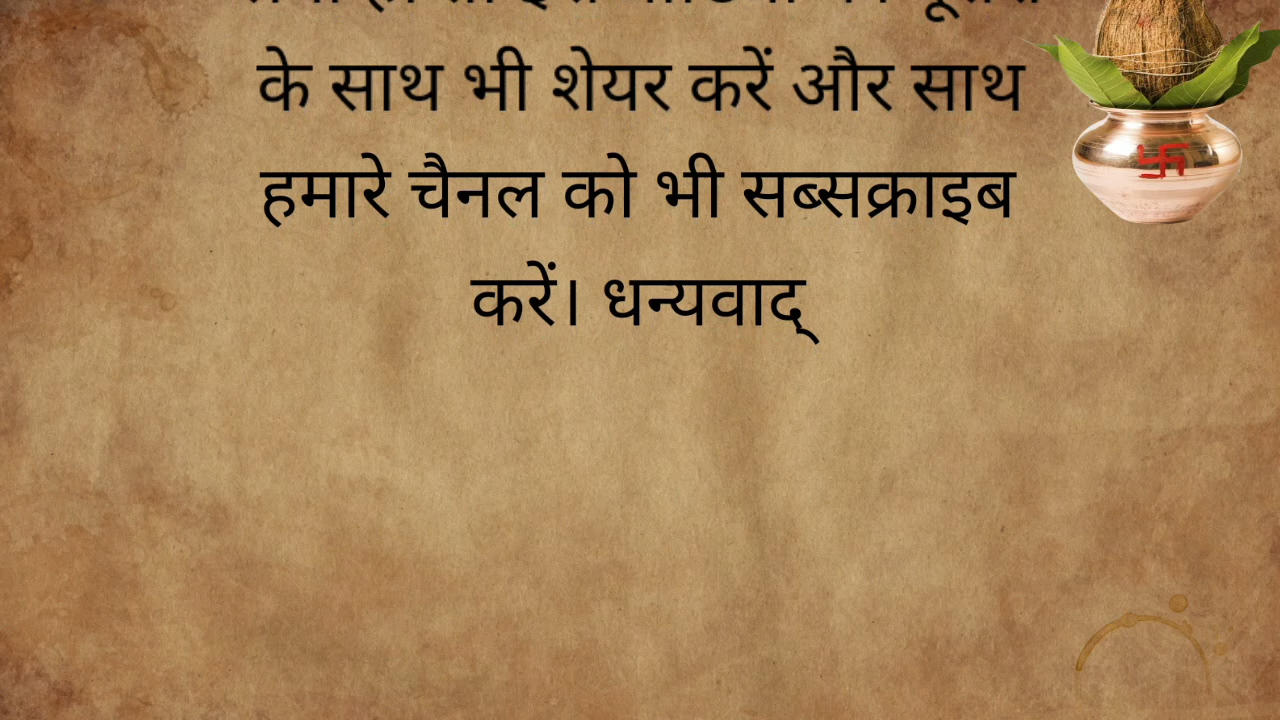 के साथ भी शेयर करें और साथ
हमारे चैनल को भी सब्सक्राइब
करें। धन्यवाद्